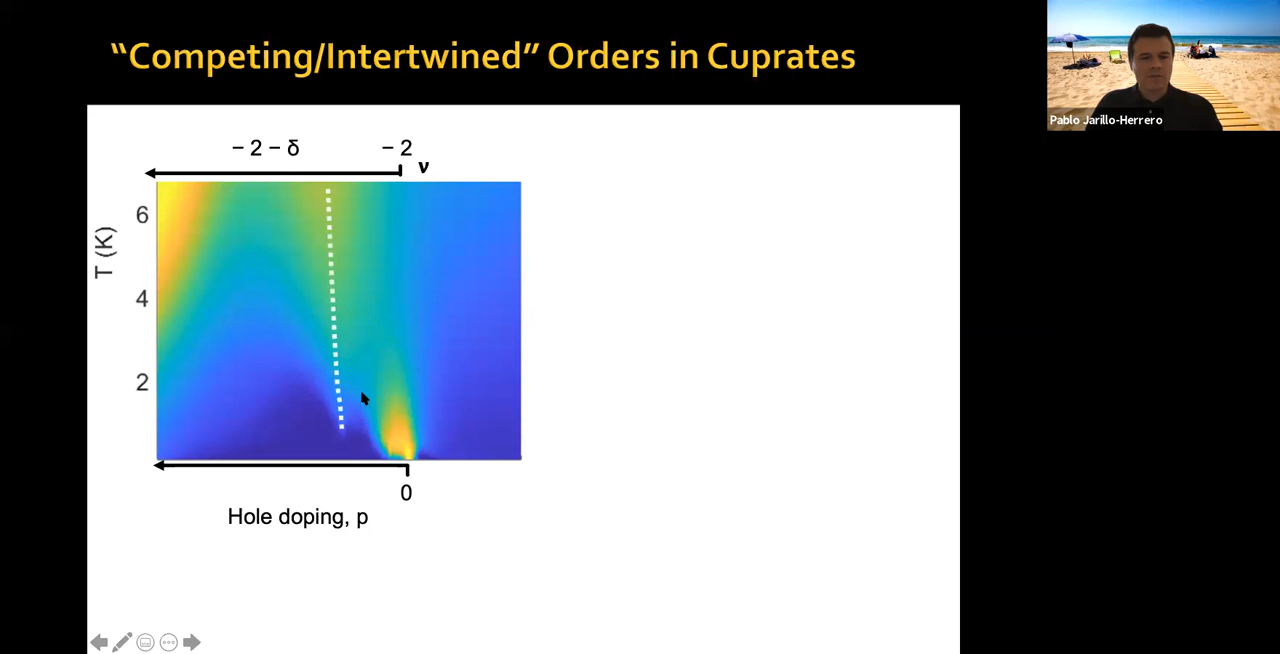 “Competing/Intertwined” Orders in Cuprates
Pablo Jarillo-Herrero
− 2 − δ
− 2
ν
6
4
2
T (K)
0
Hole doping, p